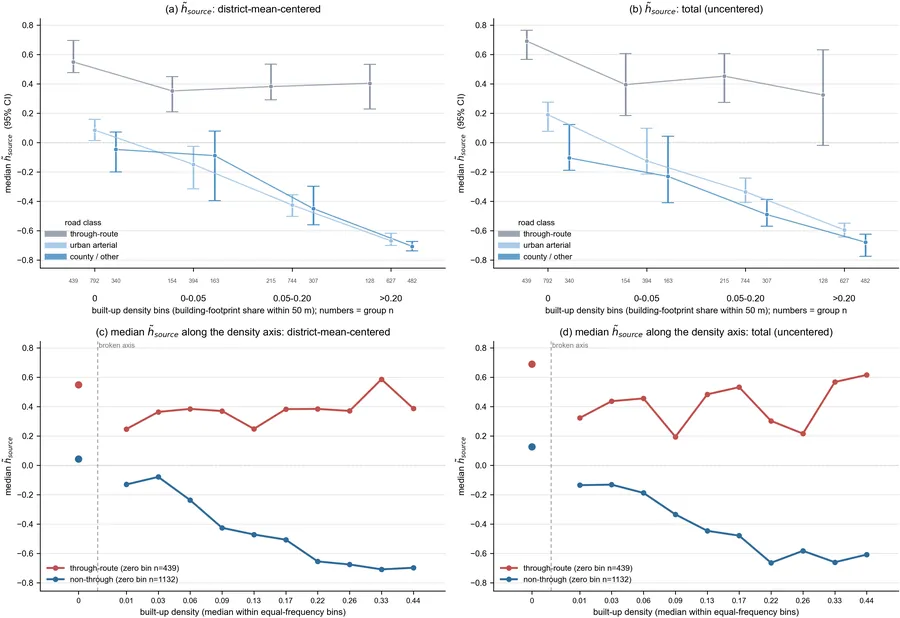 (a) h̃source: district-mean-centered
0.8
0.6
0.4
0.2
0.0
−0.2
−0.4
−0.6
−0.8
median h̃source (95% CI)
road class
through-route
urban arterial
county / other
439 792 340 154 394 163 215 744 307 128 627 482
0 0-0.05 0.05-0.20 >0.20
built-up density bins (building-footprint share within 50 m); numbers = group n
(b) h̃source: total (uncentered)
0.8
0.6
0.4
0.2
0.0
−0.2
−0.4
−0.6
−0.8
median h̃source (95% CI)
road class
through-route
urban arterial
county / other
439 792 340 154 394 163 215 744 307 128 627 482
0 0-0.05 0.05-0.20 >0.20
built-up density bins (building-footprint share within 50 m); numbers = group n
(c) median h̃source along the density axis: district-mean-centered
broken axis
0.8
0.6
0.4
0.2
0.0
−0.2
−0.4
−0.6
−0.8
median h̃source
through-route (zero bin n=439)
non-through (zero bin n=1132)
0 0.01 0.03 0.06 0.09 0.13 0.17 0.22 0.26 0.33 0.44
built-up density (median within equal-frequency bins)
(d) median h̃source along the density axis: total (uncentered)
broken axis
0.8
0.6
0.4
0.2
0.0
−0.2
−0.4
−0.6
−0.8
median h̃source
through-route (zero bin n=439)
non-through (zero bin n=1132)
0 0.01 0.03 0.06 0.09 0.13 0.17 0.22 0.26 0.33 0.44
built-up density (median within equal-frequency bins)